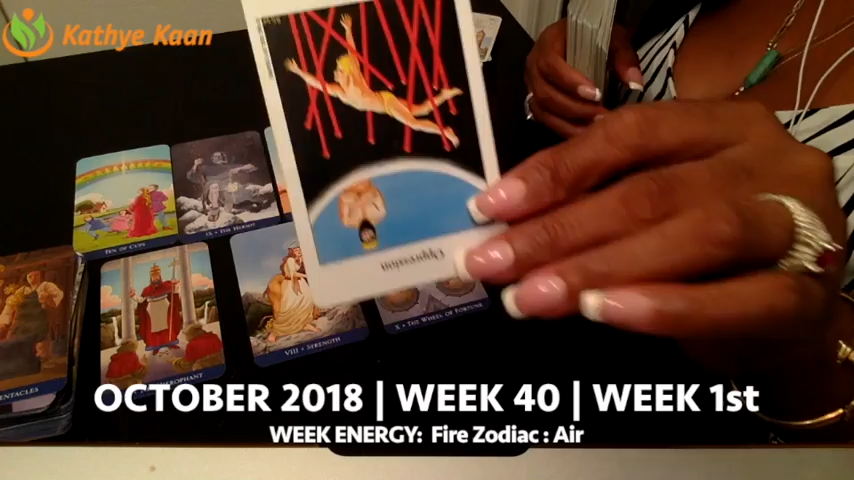 Kathye Kaan
Oppression
TEN OF CUPS
IX • THE HERMIT
PENTACLES
HIEROPHANT
VIII • STRENGTH
X • THE WHEEL OF FORTUNE
OCTOBER 2018 | WEEK 40 | WEEK 1st
WEEK ENERGY: Fire Zodiac : Air